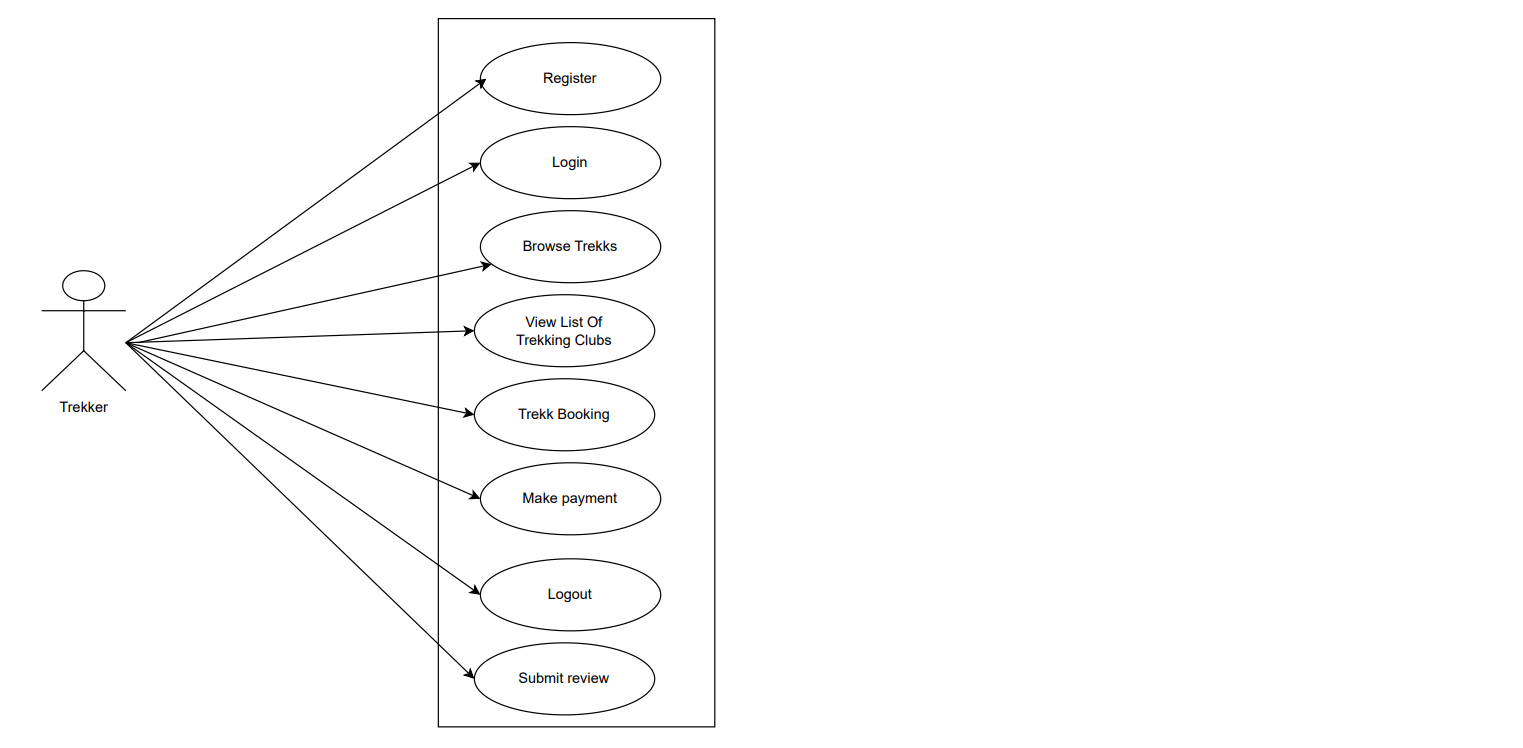 Register
Login
Browse Trekks
View List Of
Trekking Clubs
Trekker
Trekk Booking
Make payment
Logout
Submit review